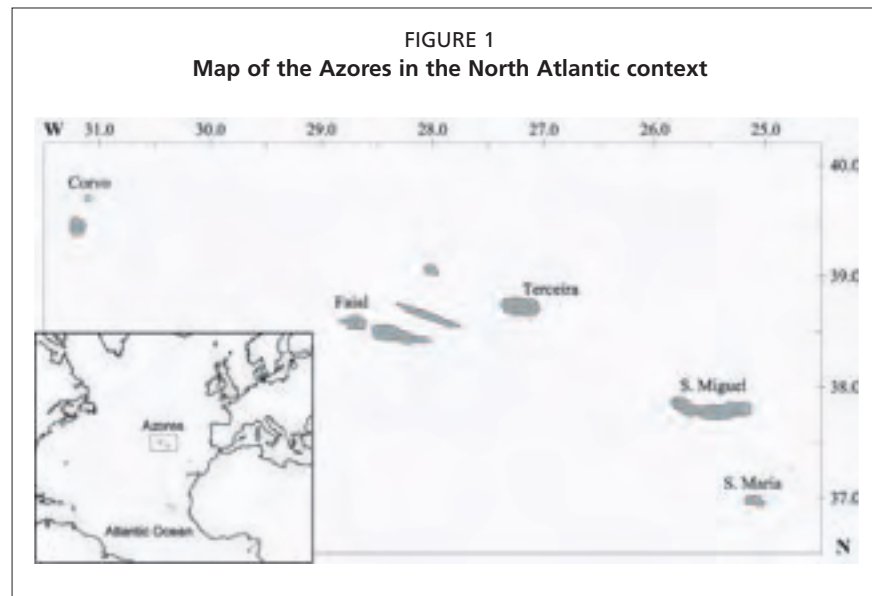 FIGURE 1
Map of the Azores in the North Atlantic context
W 31.0 30.0 29.0 28.0 27.0 26.0 25.0
40.0
Corvo
39.0
Faial
Terceira
38.0
S. Miguel
Azores
S. Maria
37.0
Atlantic Ocean
N